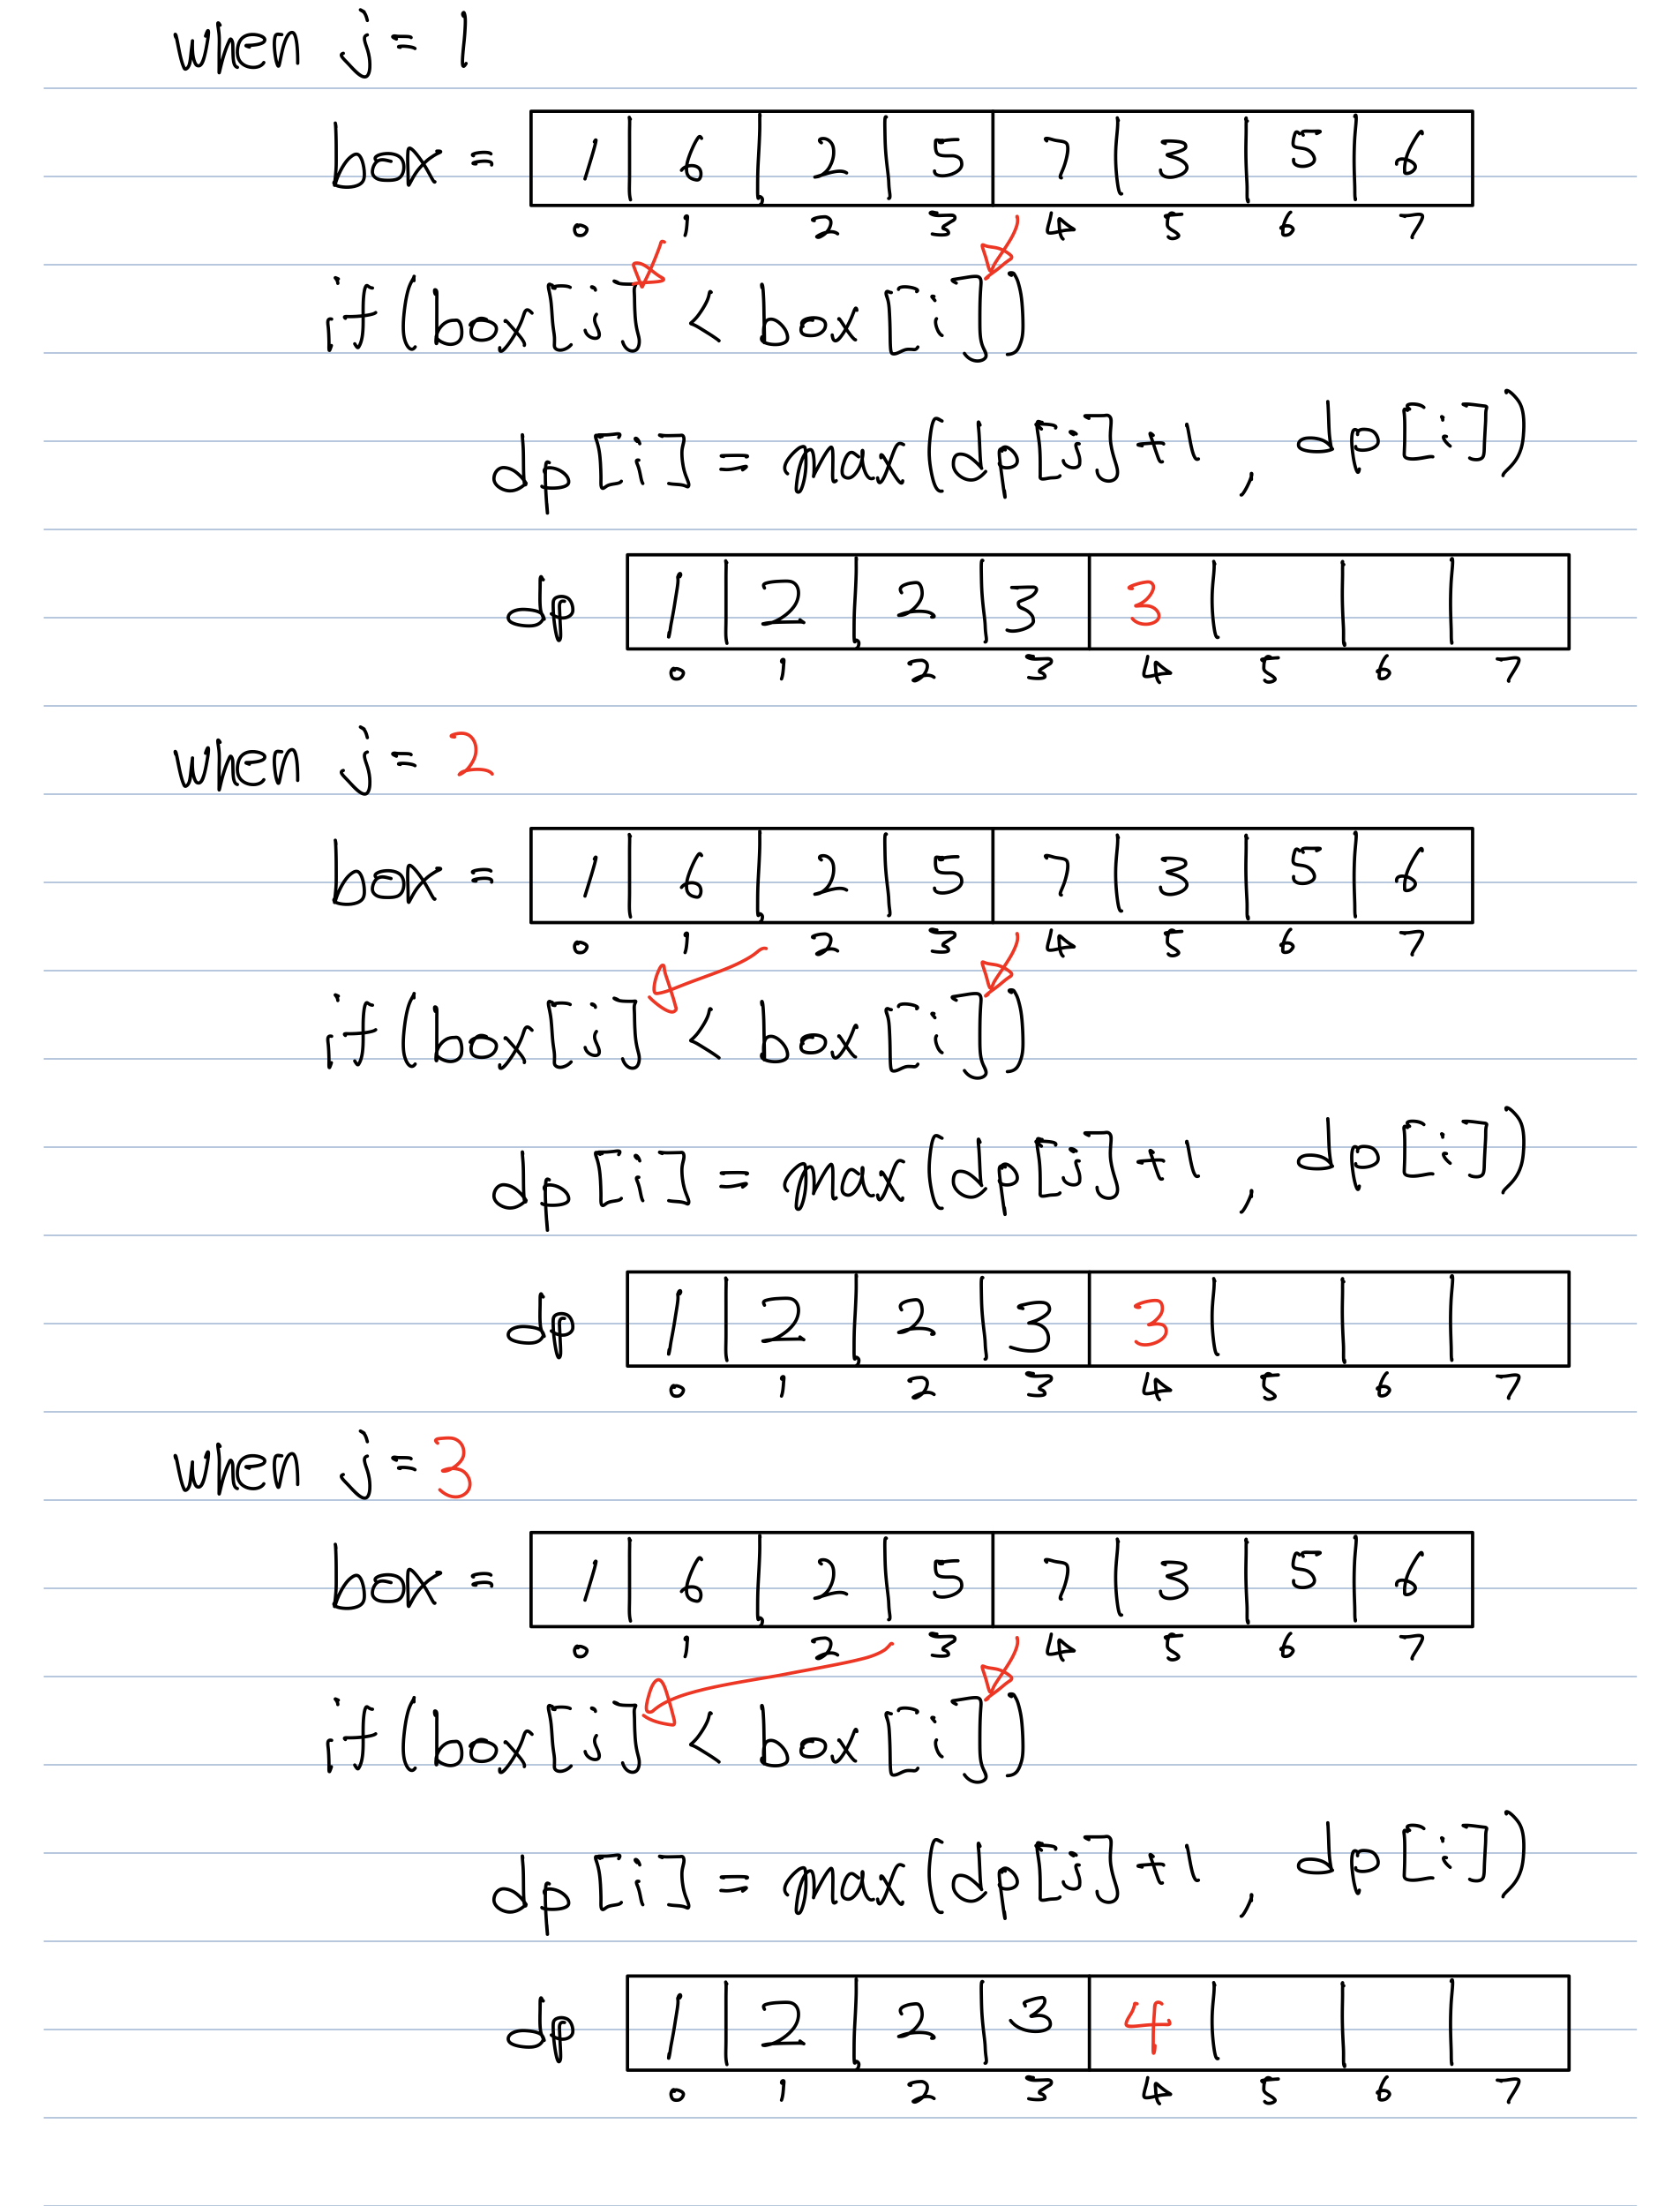 when j = 1
box = 1 6 2 5 7 3 5 6
0 1 2 3 4 5 6 7
if (box[j] < box[i])
dp[i] = max(dp[j]+1, dp[i])
dp 1 2 2 3 3
0 1 2 3 4 5 6 7
when j = 2
box = 1 6 2 5 7 3 5 6
0 1 2 3 4 5 6 7
if (box[j] < box[i])
dp[i] = max(dp[j]+1, dp[i])
dp 1 2 2 3 3
0 1 2 3 4 5 6 7
when j = 3
box = 1 6 2 5 7 3 5 6
0 1 2 3 4 5 6 7
if (box[j] < box[i])
dp[i] = max(dp[j]+1, dp[i])
dp 1 2 2 3 4
0 1 2 3 4 5 6 7